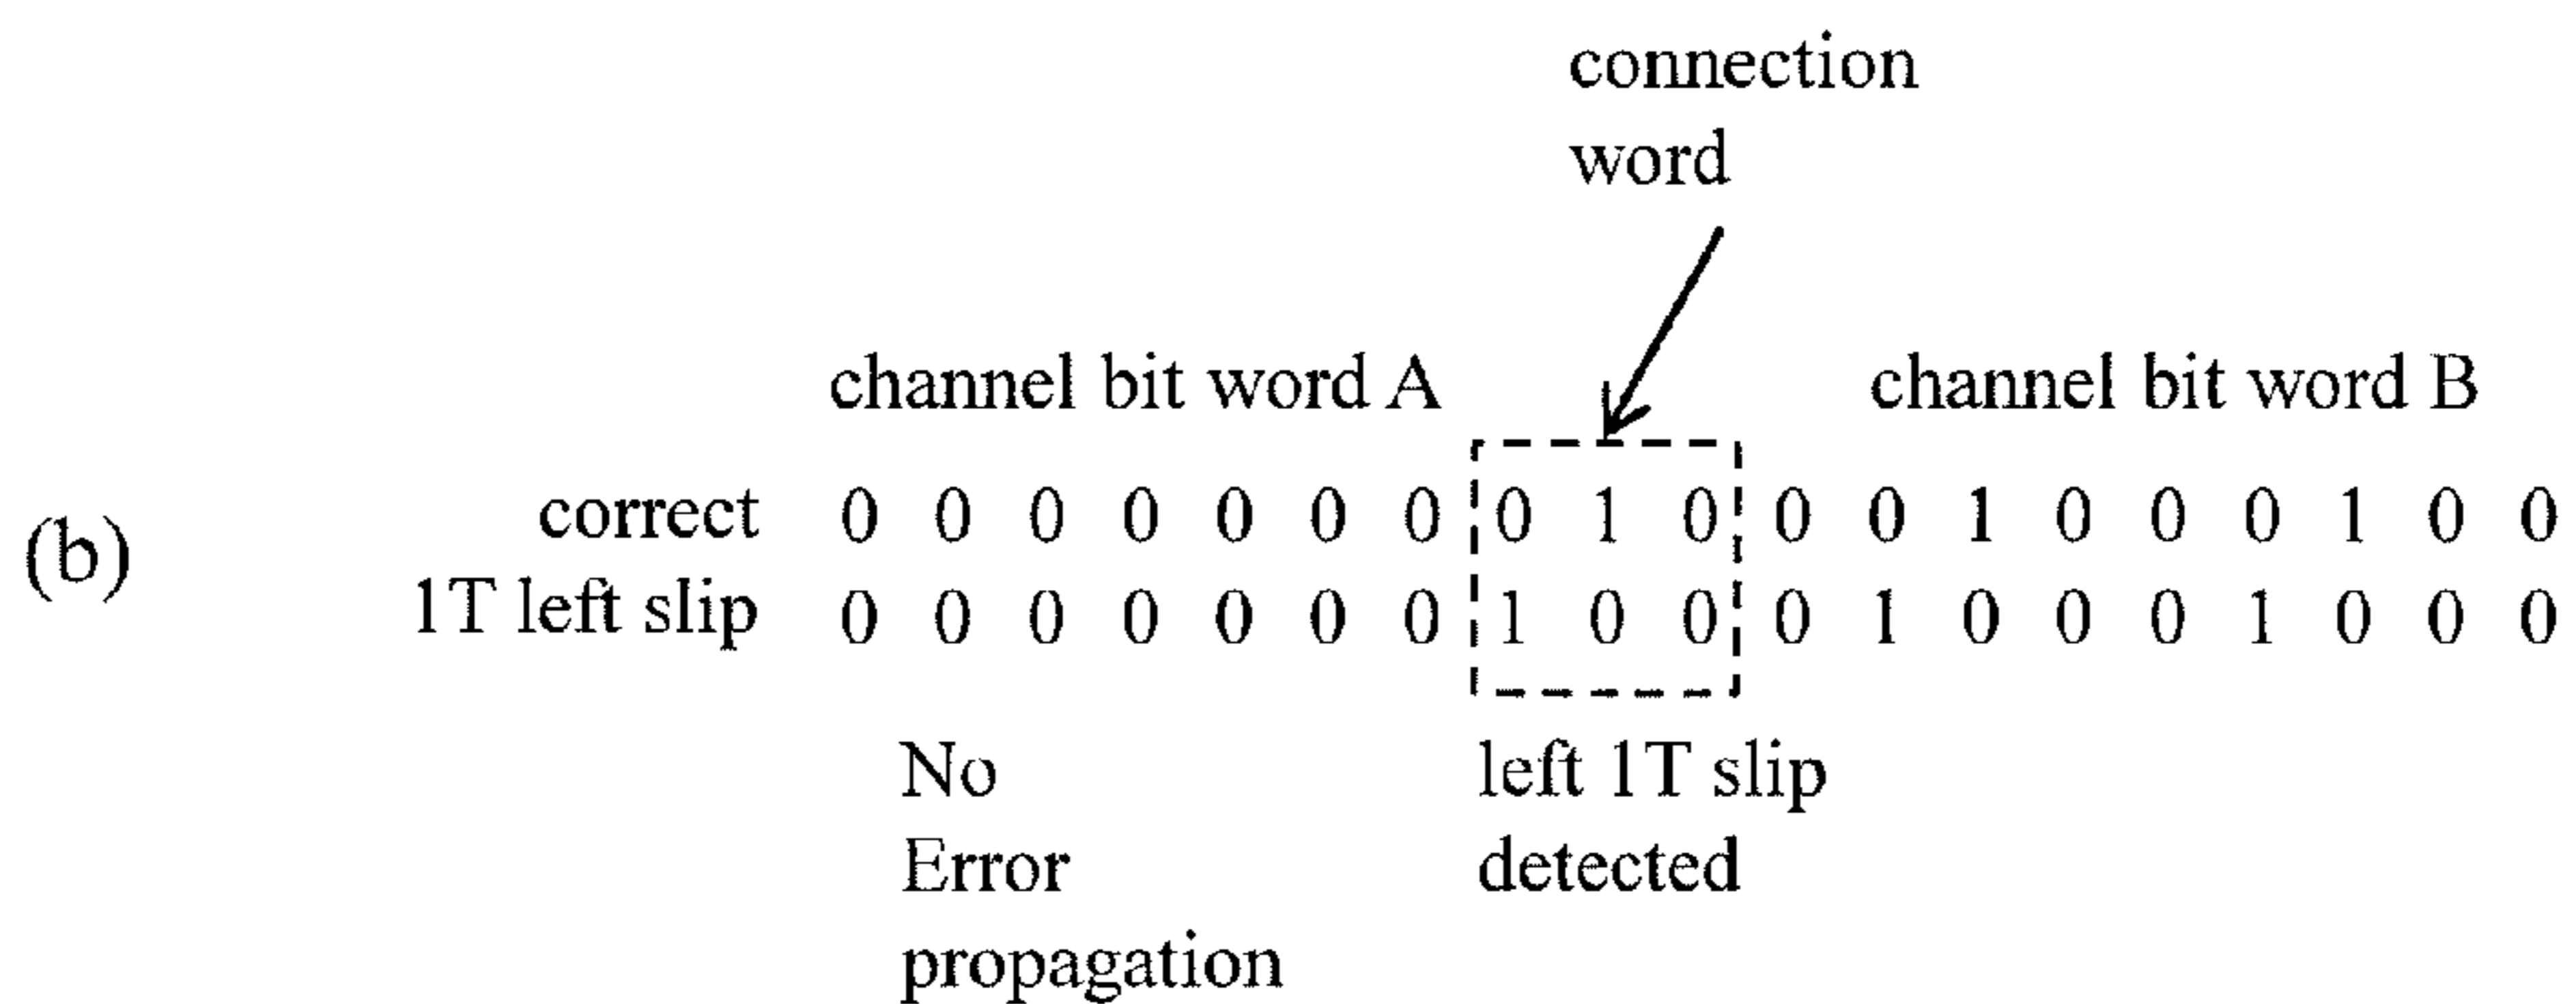 connection
word
channel bit word A
channel bit word B
(b)
correct 0 0 0 0 0 0 0 0 1 0 0 0 1 0 0 0 1 0 0
1T left slip 0 0 0 0 0 0 0 1 0 0 0 1 0 0 0 1 0 0 0
No
Error
propagation
left 1T slip
detected